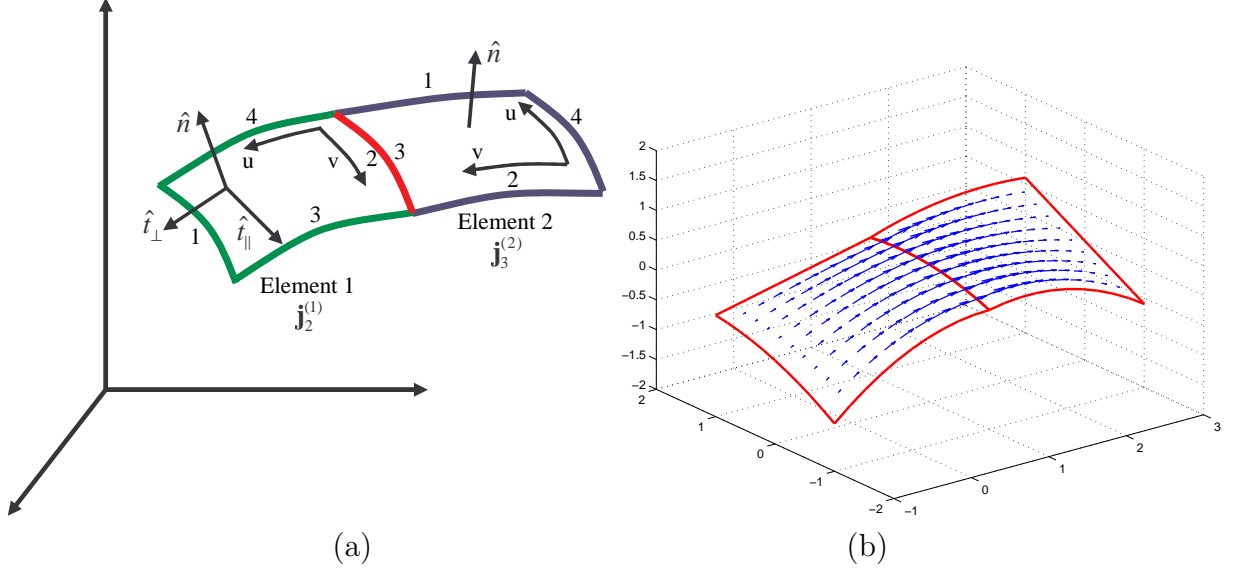 n̂
4
u
v
2
3
1
n̂
u
4
v
2
t̂⊥
1
t̂∥
3
Element 1
j₂⁽¹⁾
Element 2
j₃⁽²⁾
(a)
2
1.5
1
0.5
0
−0.5
−1
−1.5
−2
2
1
0
−1
−2
−1
0
1
2
3
(b)